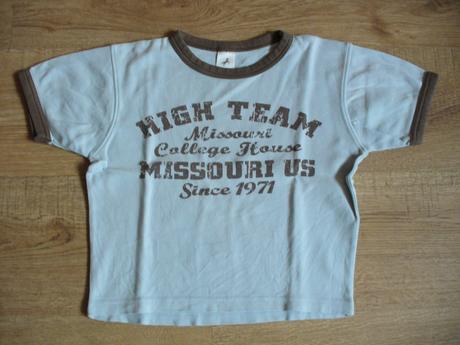 HIGH TEAM
Missouri
College House
MISSOURI US
Since 1971